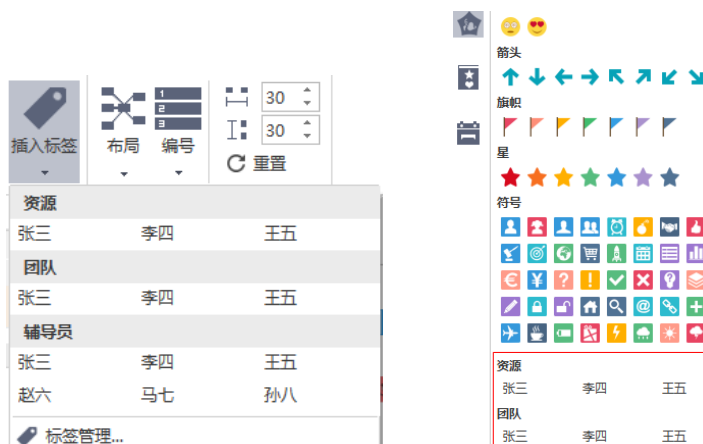 插入标签
布局
编号
1
2
3
30
30
重置
资源
张三 李四 王五
团队
张三 李四 王五
辅导员
张三 李四 王五
赵六 马七 孙八
标签管理...
箭头
旗帜
星
符号
资源
张三 李四 王五
团队
张三 李四 王五